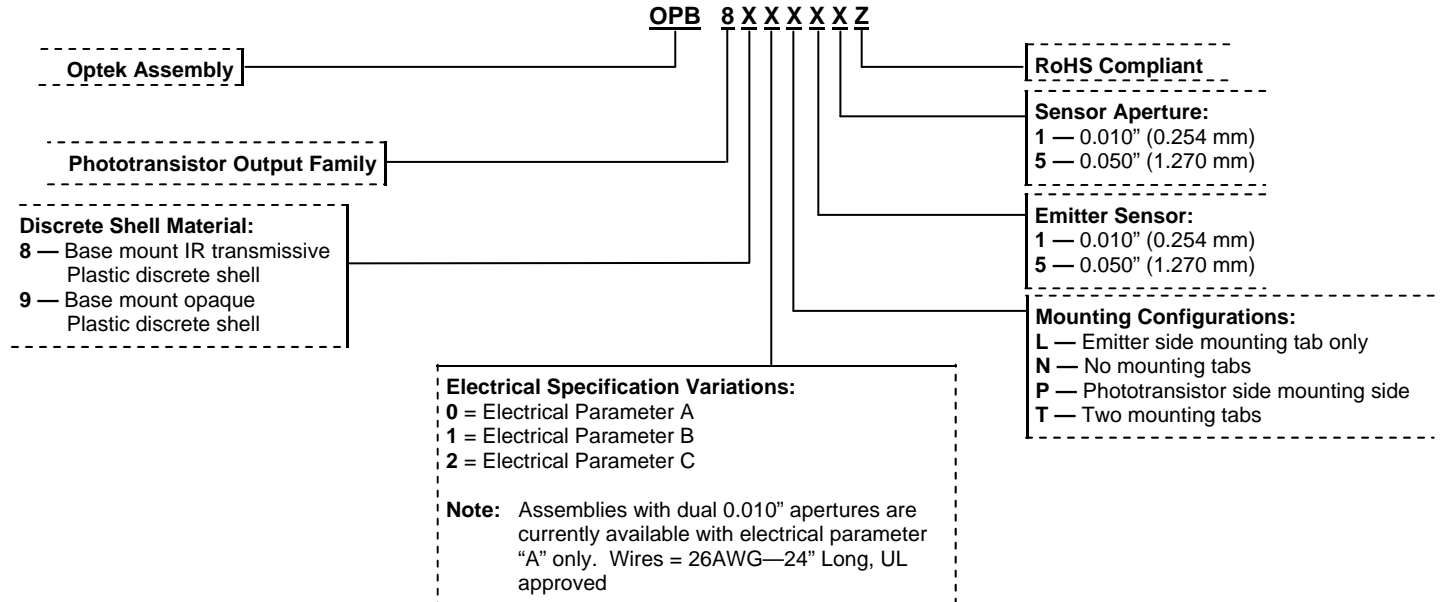 OPB 8 X X X X X Z
Optek Assembly
Phototransistor Output Family
Discrete Shell Material:
8 — Base mount IR transmissive
Plastic discrete shell
9 — Base mount opaque
Plastic discrete shell
Electrical Specification Variations:
0 = Electrical Parameter A
1 = Electrical Parameter B
2 = Electrical Parameter C
Note: Assemblies with dual 0.010” apertures are
currently available with electrical parameter
“A” only. Wires = 26AWG—24” Long, UL
approved
RoHS Compliant
Sensor Aperture:
1 — 0.010” (0.254 mm)
5 — 0.050” (1.270 mm)
Emitter Sensor:
1 — 0.010” (0.254 mm)
5 — 0.050” (1.270 mm)
Mounting Configurations:
L — Emitter side mounting tab only
N — No mounting tabs
P — Phototransistor side mounting side
T — Two mounting tabs